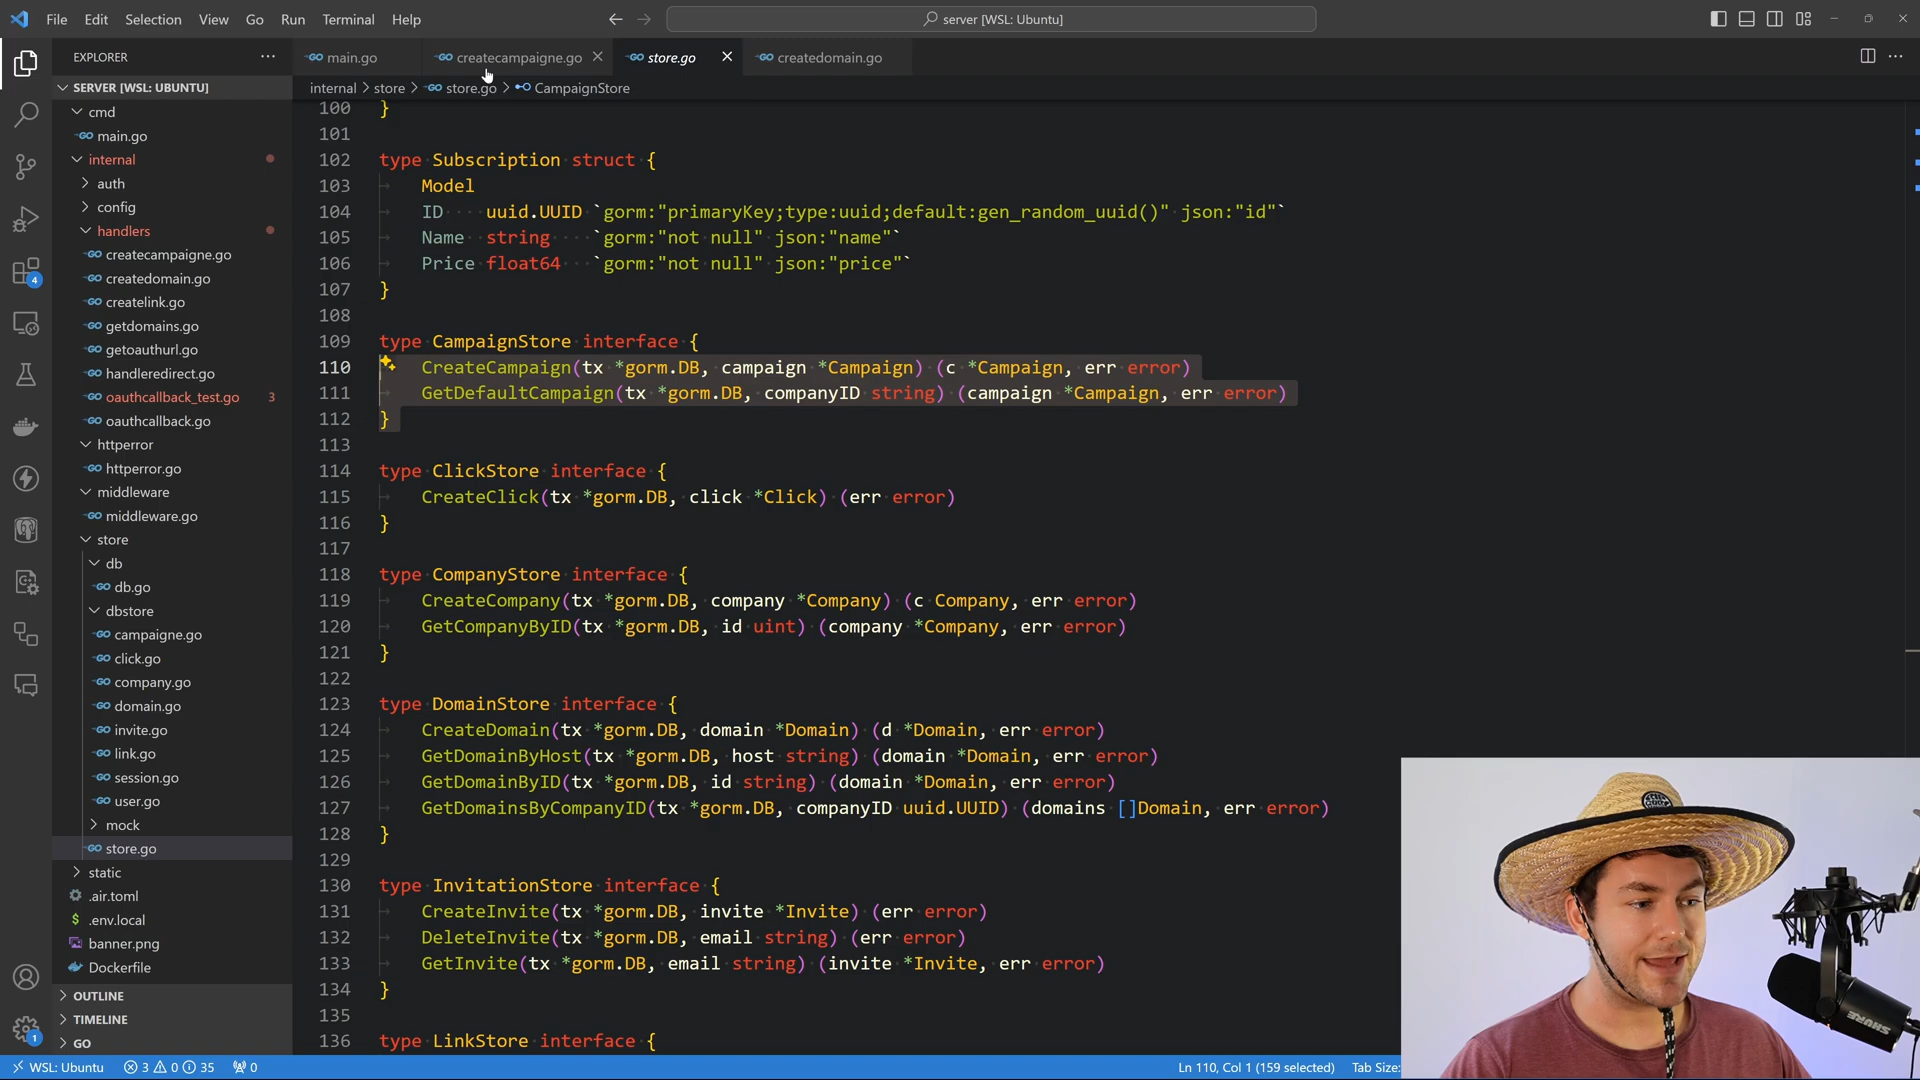 File Edit Selection View Go Run Terminal Help
server [WSL: Ubuntu]
EXPLORER
main.go
createcampaigne.go
store.go
createdomain.go
SERVER [WSL: UBUNTU]
internal > store > store.go > CampaignStore
cmd
main.go
internal
auth
config
handlers
createcampaigne.go
createdomain.go
createlink.go
getdomains.go
getoauthurl.go
handleredirect.go
oauthcallback_test.go 3
oauthcallback.go
httperror
httperror.go
middleware
middleware.go
store
db
db.go
dbstore
campaigne.go
click.go
company.go
domain.go
invite.go
link.go
session.go
user.go
mock
store.go
static
.air.toml
.env.local
banner.png
Dockerfile
OUTLINE
TIMELINE
GO
4
1
100 }
101
102 type Subscription struct {
103 Model
104 ID uuid.UUID `gorm:"primaryKey;type:uuid;default:gen_random_uuid()" json:"id"`
105 Name string `gorm:"not null" json:"name"`
106 Price float64 `gorm:"not null" json:"price"`
107 }
108
109 type CampaignStore interface {
110 CreateCampaign(tx *gorm.DB, campaign *Campaign) (c *Campaign, err error)
111 GetDefaultCampaign(tx *gorm.DB, companyID string) (campaign *Campaign, err error)
112 }
113
114 type ClickStore interface {
115 CreateClick(tx *gorm.DB, click *Click) (err error)
116 }
117
118 type CompanyStore interface {
119 CreateCompany(tx *gorm.DB, company *Company) (c Company, err error)
120 GetCompanyByID(tx *gorm.DB, id uint) (company *Company, err error)
121 }
122
123 type DomainStore interface {
124 CreateDomain(tx *gorm.DB, domain *Domain) (d *Domain, err error)
125 GetDomainByHost(tx *gorm.DB, host string) (domain *Domain, err error)
126 GetDomainByID(tx *gorm.DB, id string) (domain *Domain, err error)
127 GetDomainsByCompanyID(tx *gorm.DB, companyID uuid.UUID) (domains []Domain, err error)
128 }
129
130 type InvitationStore interface {
131 CreateInvite(tx *gorm.DB, invite *Invite) (err error)
132 DeleteInvite(tx *gorm.DB, email string) (err error)
133 GetInvite(tx *gorm.DB, email string) (invite *Invite, err error)
134 }
135
136 type LinkStore interface {
SHURE
WSL: Ubuntu 3 0 35 0
Ln 110, Col 1 (159 selected) Tab Size: